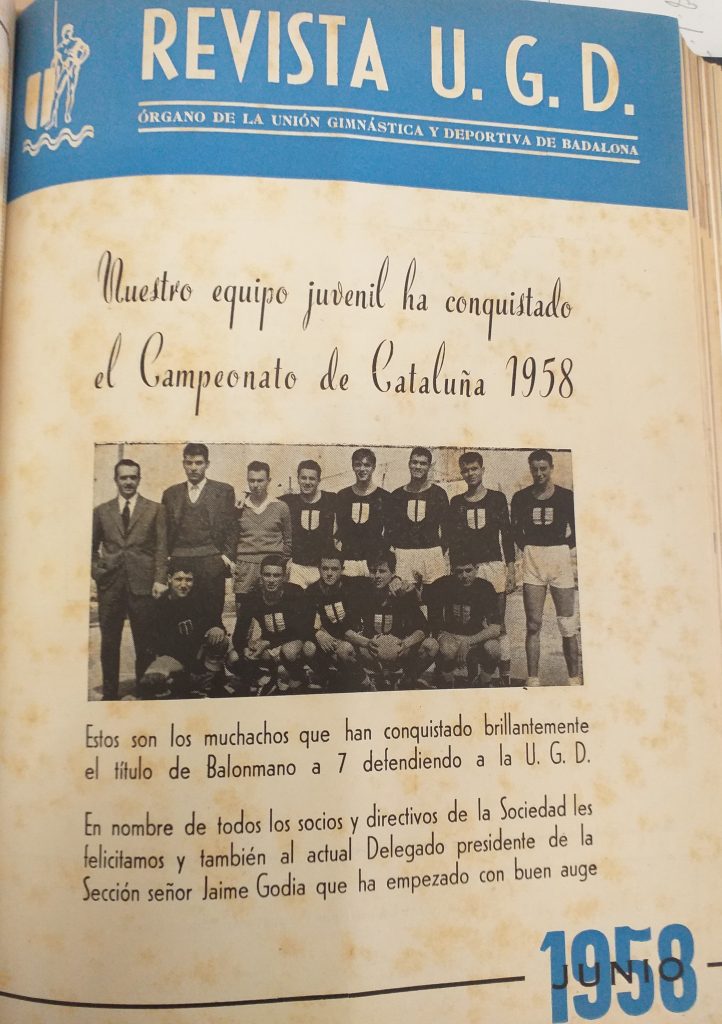 REVISTA U. G. D.
ÓRGANO DE LA UNIÓN GIMNÁSTICA Y DEPORTIVA DE BADALONA
Nuestro equipo juvenil ha conquistado
el Campeonato de Cataluña 1958
Estos son los muchachos que han conquistado brillantemente
el título de Balonmano a 7 defendiendo a la U. G. D.
En nombre de todos los socios y directivos de la Sociedad les
felicitamos y también al actual Delegado presidente de la
Sección señor Jaime Godia que ha empezado con buen auge
1958
JUNIO